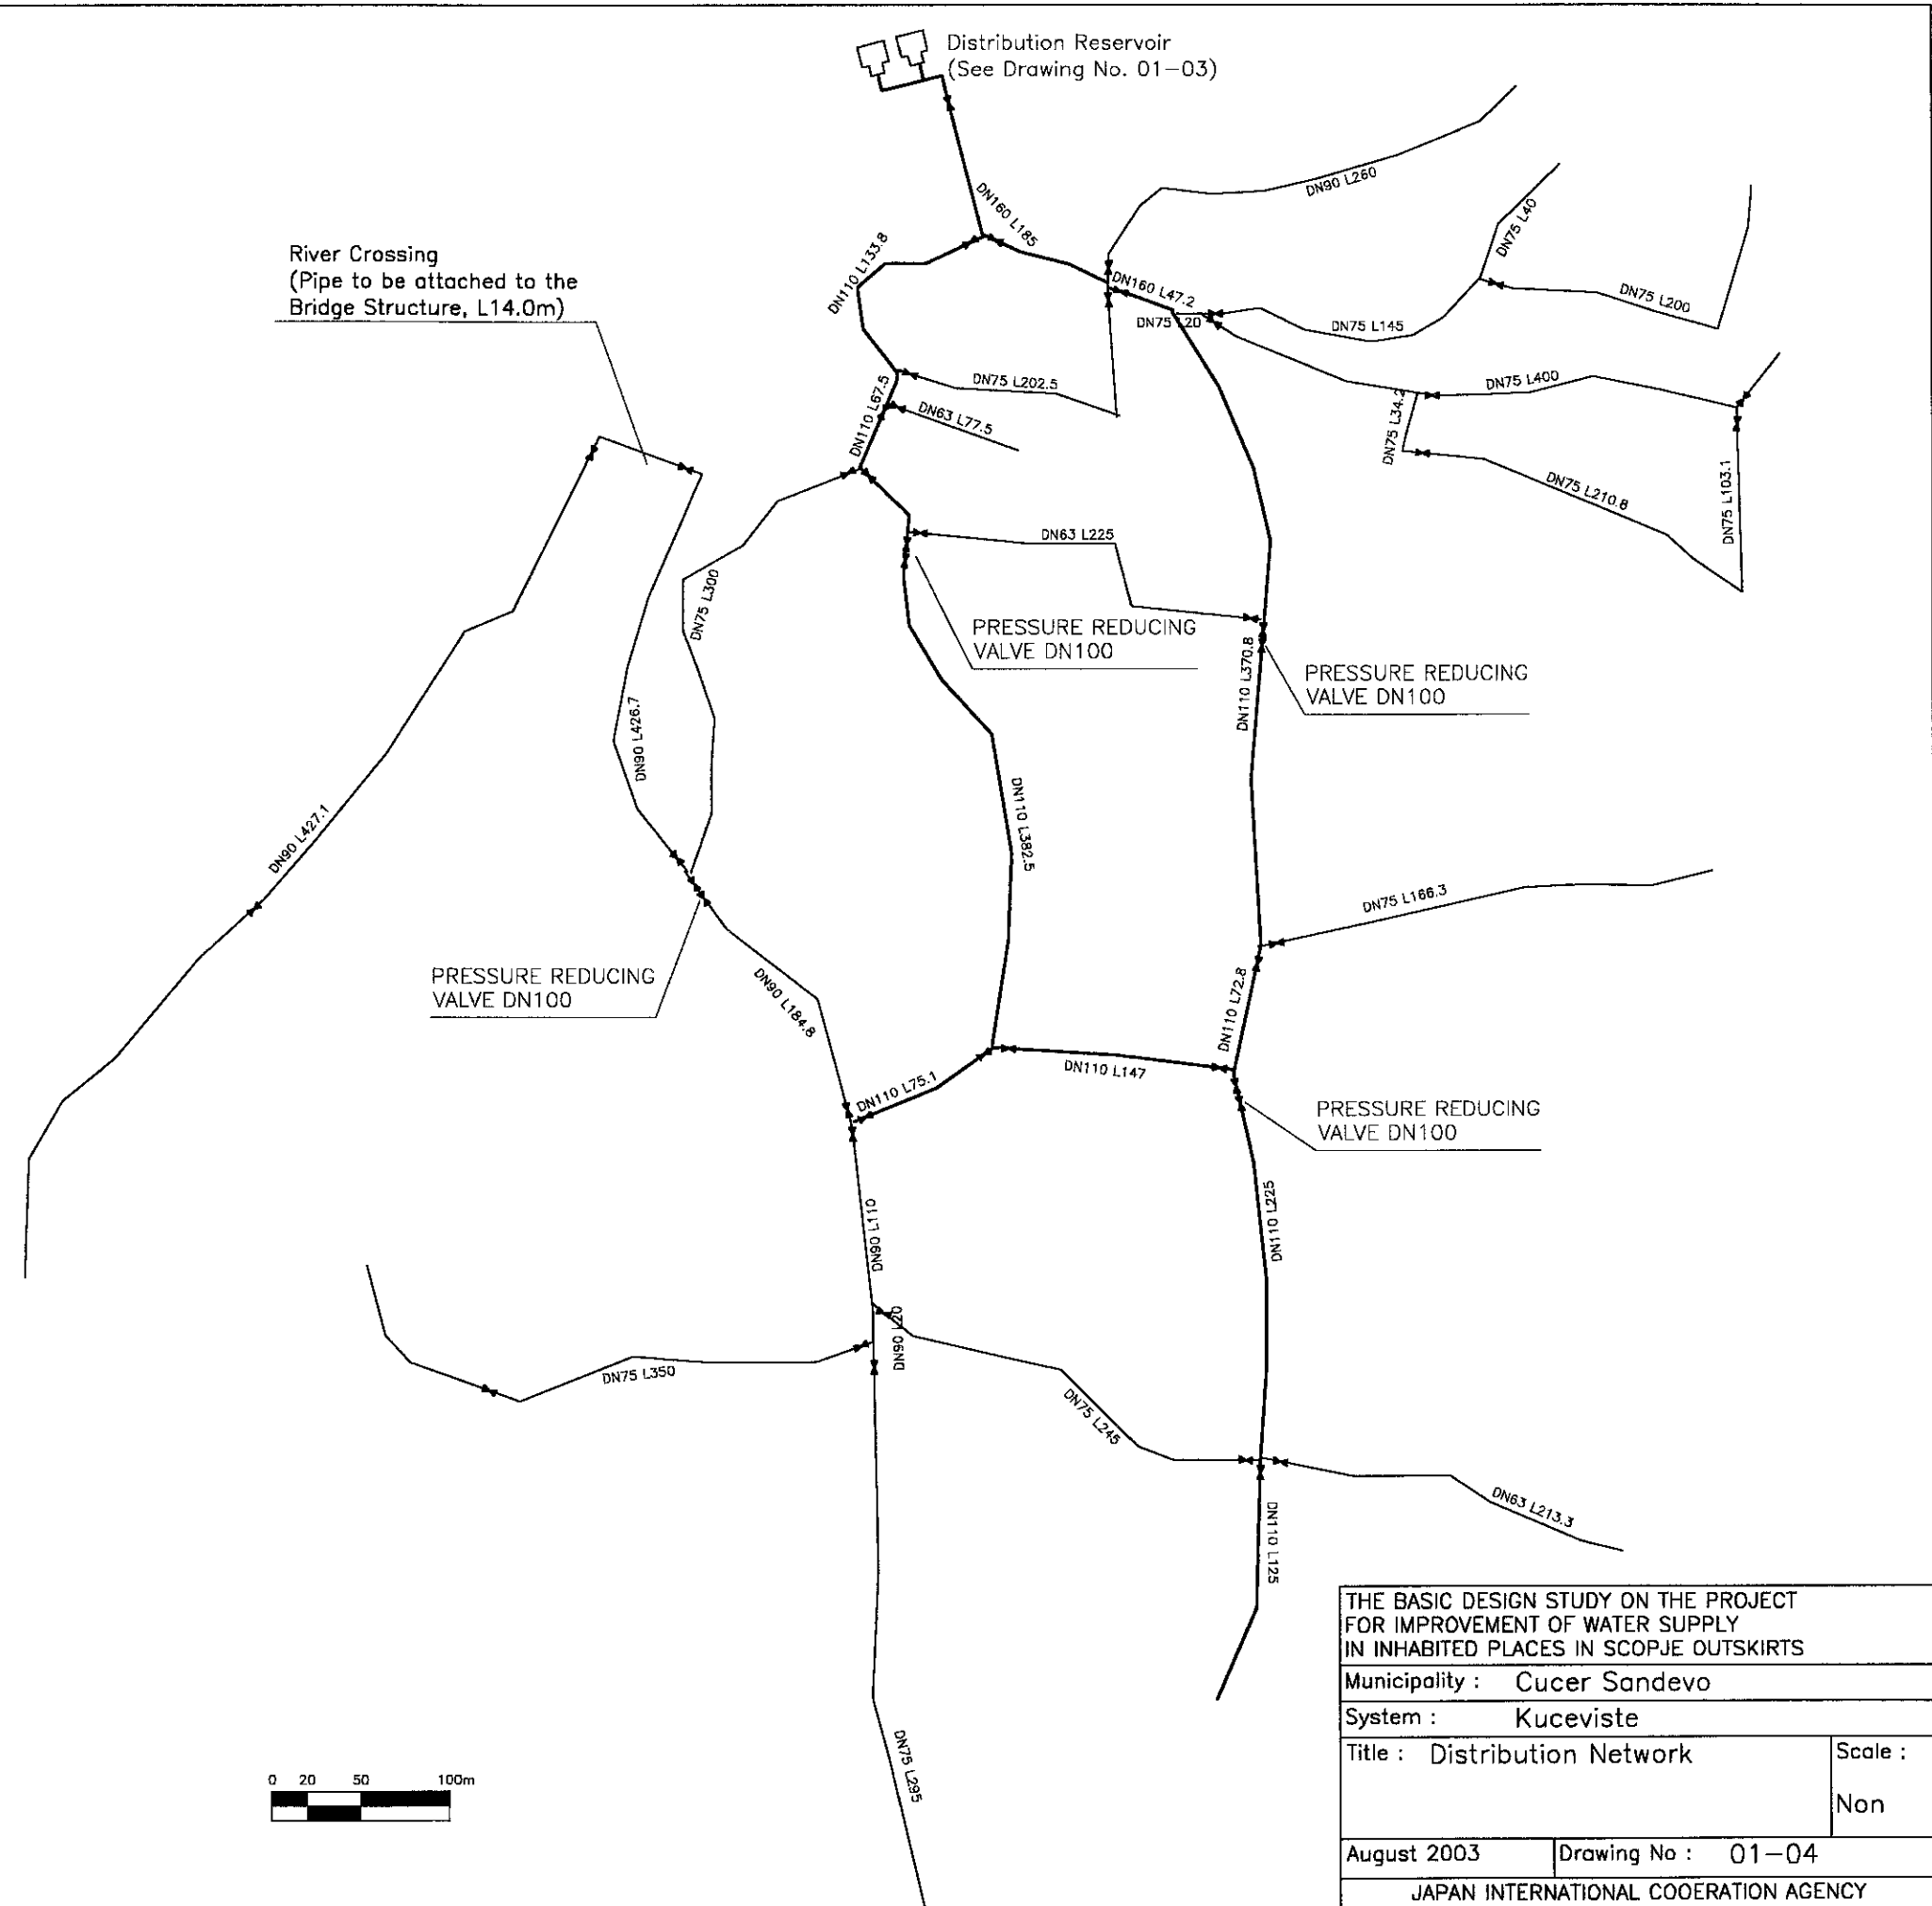 Distribution Reservoir
(See Drawing No. 01-03)
DN90 L260
DN160 L185
DN75 L40
DN110 L133.8
River Crossing
(Pipe to be attached to the
Bridge Structure, L14.0m)
DN160 L47.2
DN75 L200
DN75 L20
DN75 L145
DN75 L202.5
DN75 L400
DN110 L67.5
DN63 L77.5
DN75 L34.2
DN75 L210.8
DN75 L103.1
DN63 L225
DN75 L300
PRESSURE REDUCING
VALVE DN100
DN110 L370.8
PRESSURE REDUCING
VALVE DN100
DN90 L426.7
DN110 L382.5
DN90 L427.1
DN75 L166.3
PRESSURE REDUCING
VALVE DN100
DN90 L184.8
DN110 L72.8
DN110 L147
DN110 L75.1
PRESSURE REDUCING
VALVE DN100
DN90 L110
DN110 L225
DN90 L20
DN75 L350
DN75 L245
DN63 L213.3
DN110 L125
DN75 L295
0 20 50 100m
THE BASIC DESIGN STUDY ON THE PROJECT
FOR IMPROVEMENT OF WATER SUPPLY
IN INHABITED PLACES IN SCOPJE OUTSKIRTS
Municipality : Cucer Sandevo
System : Kuceviste
Title : Distribution Network
Scale :
Non
August 2003
Drawing No : 01-04
JAPAN INTERNATIONAL COOERATION AGENCY